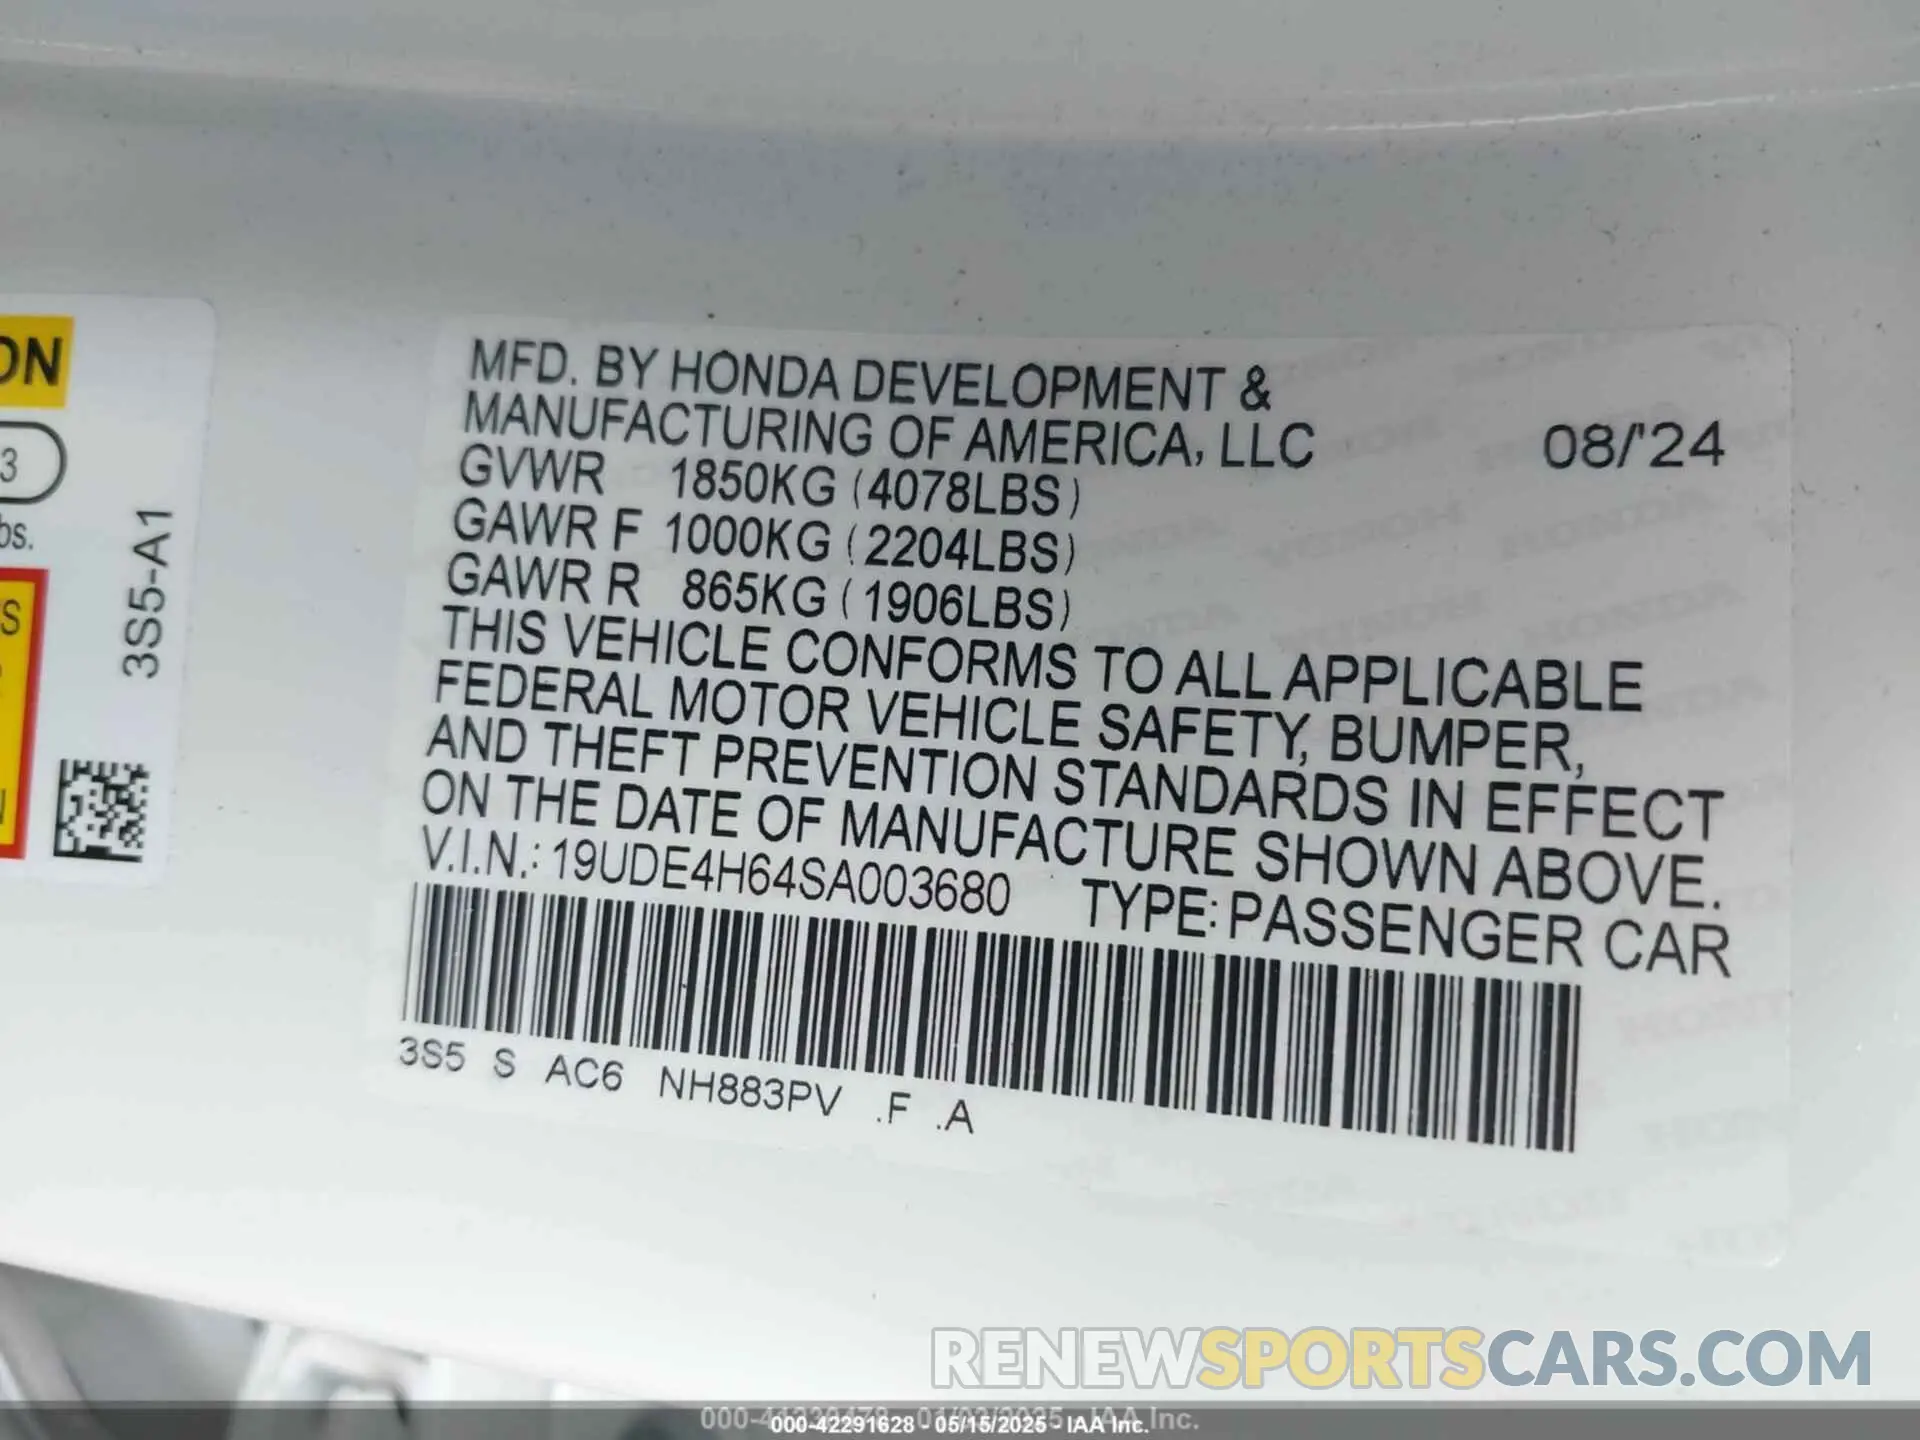 ON
3
bs.
S
N
3S5-A1
MFD. BY HONDA DEVELOPMENT &
MANUFACTURING OF AMERICA, LLC 08/'24
GVWR 1850KG (4078LBS)
GAWR F 1000KG (2204LBS)
GAWR R 865KG (1906LBS)
THIS VEHICLE CONFORMS TO ALL APPLICABLE
FEDERAL MOTOR VEHICLE SAFETY, BUMPER,
AND THEFT PREVENTION STANDARDS IN EFFECT
ON THE DATE OF MANUFACTURE SHOWN ABOVE.
V.I.N.: 19UDE4H64SA003680 TYPE: PASSENGER CAR
3S5 S AC6 NH883PV .F .A
RENEWSPORTSCARS.COM
000-42291628 - 05/15/2025 - IAA Inc.